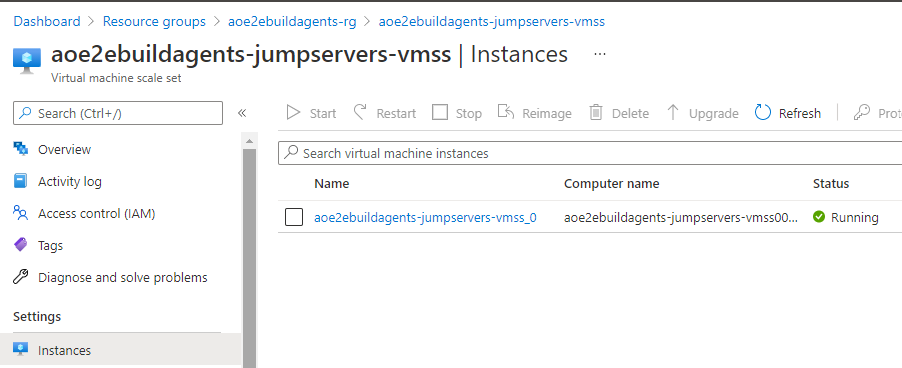 Dashboard > Resource groups > aoe2ebuildagents-rg > aoe2ebuildagents-jumpservers-vmss
aoe2ebuildagents-jumpservers-vmss | Instances ...
Virtual machine scale set
Search (Ctrl+/) «
Start Restart Stop Reimage Delete Upgrade Refresh Prot
Search virtual machine instances
Overview
Activity log
Access control (IAM)
Tags
Diagnose and solve problems
Settings
Instances
Name Computer name Status
aoe2ebuildagents-jumpservers-vmss_0 aoe2ebuildagents-jumpservers-vmss00... Running